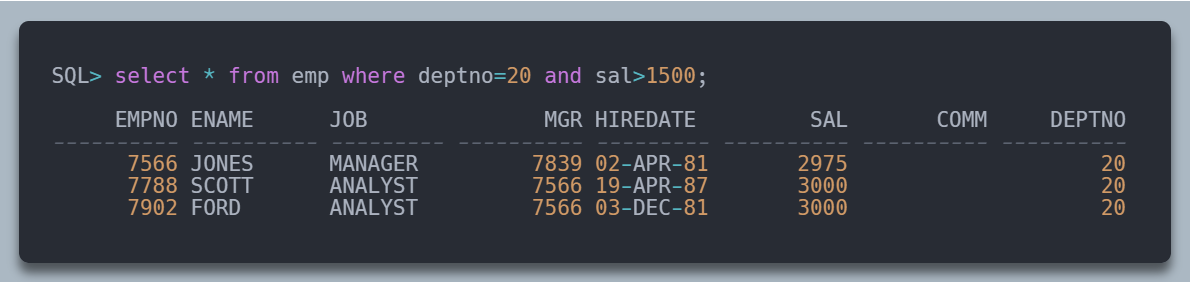 SQL> select * from emp where deptno=20 and sal>1500;
     EMPNO ENAME      JOB              MGR HIREDATE         SAL       COMM     DEPTNO
---------- ---------- --------- ---------- --------- ---------- ---------- ----------
      7566 JONES      MANAGER         7839 02-APR-81       2975                    20
      7788 SCOTT      ANALYST         7566 19-APR-87       3000                    20
      7902 FORD       ANALYST         7566 03-DEC-81       3000                    20